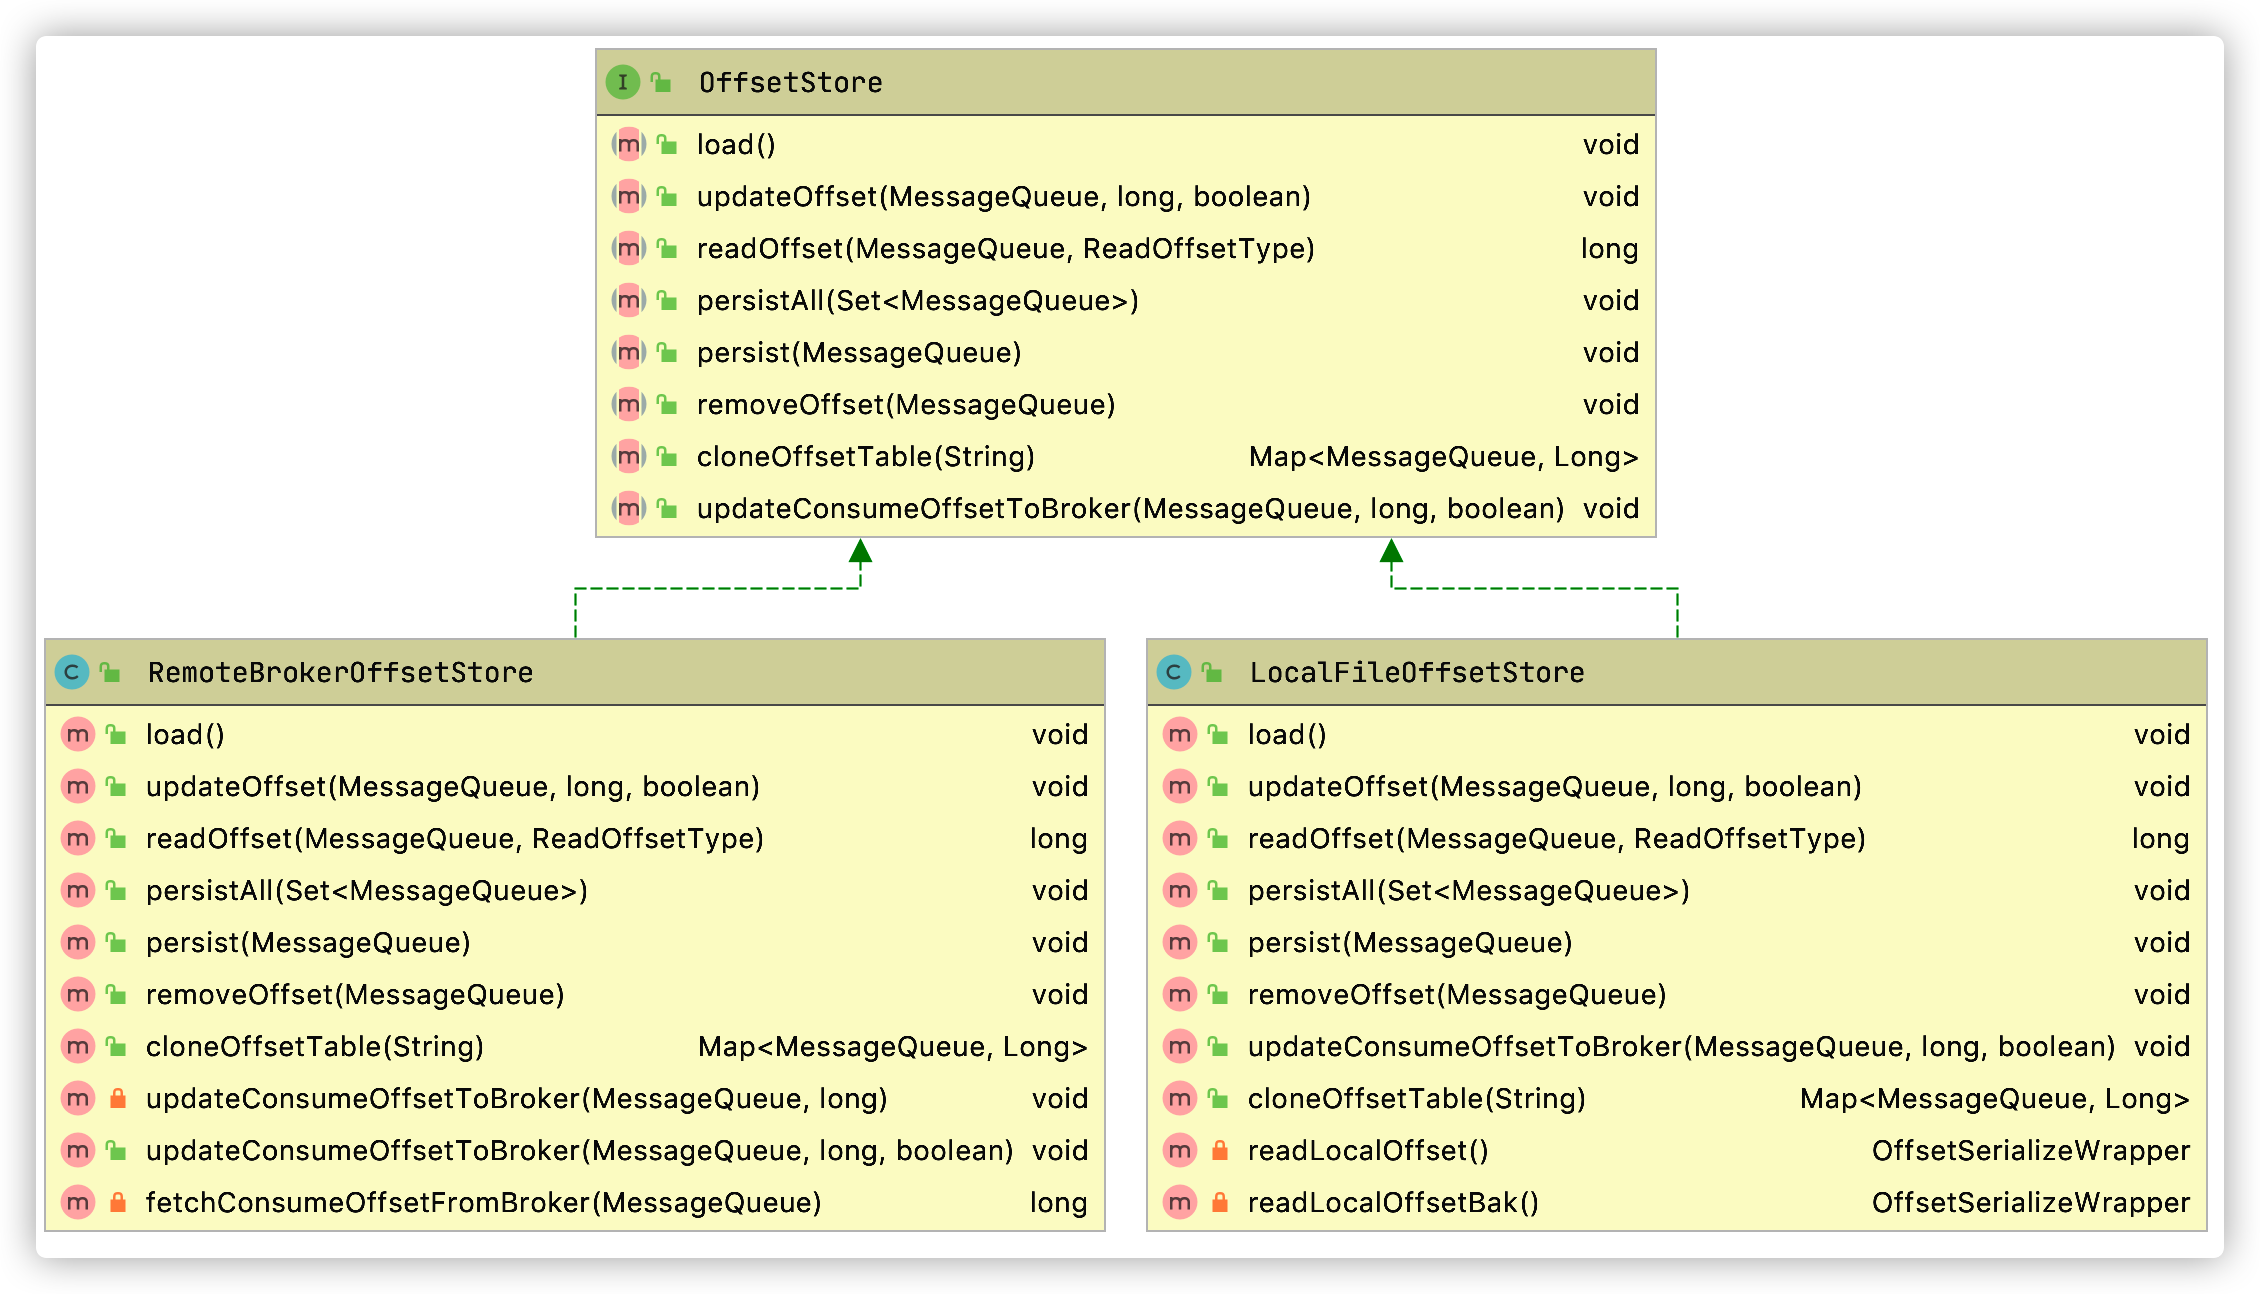 I OffsetStore
m load() void
m updateOffset(MessageQueue, long, boolean) void
m readOffset(MessageQueue, ReadOffsetType) long
m persistAll(Set<MessageQueue>) void
m persist(MessageQueue) void
m removeOffset(MessageQueue) void
m cloneOffsetTable(String) Map<MessageQueue, Long>
m updateConsumeOffsetToBroker(MessageQueue, long, boolean) void
C RemoteBrokerOffsetStore
m load() void
m updateOffset(MessageQueue, long, boolean) void
m readOffset(MessageQueue, ReadOffsetType) long
m persistAll(Set<MessageQueue>) void
m persist(MessageQueue) void
m removeOffset(MessageQueue) void
m cloneOffsetTable(String) Map<MessageQueue, Long>
m updateConsumeOffsetToBroker(MessageQueue, long) void
m updateConsumeOffsetToBroker(MessageQueue, long, boolean) void
m fetchConsumeOffsetFromBroker(MessageQueue) long
C LocalFileOffsetStore
m load() void
m updateOffset(MessageQueue, long, boolean) void
m readOffset(MessageQueue, ReadOffsetType) long
m persistAll(Set<MessageQueue>) void
m persist(MessageQueue) void
m removeOffset(MessageQueue) void
m updateConsumeOffsetToBroker(MessageQueue, long, boolean) void
m cloneOffsetTable(String) Map<MessageQueue, Long>
m readLocalOffset() OffsetSerializeWrapper
m readLocalOffsetBak() OffsetSerializeWrapper